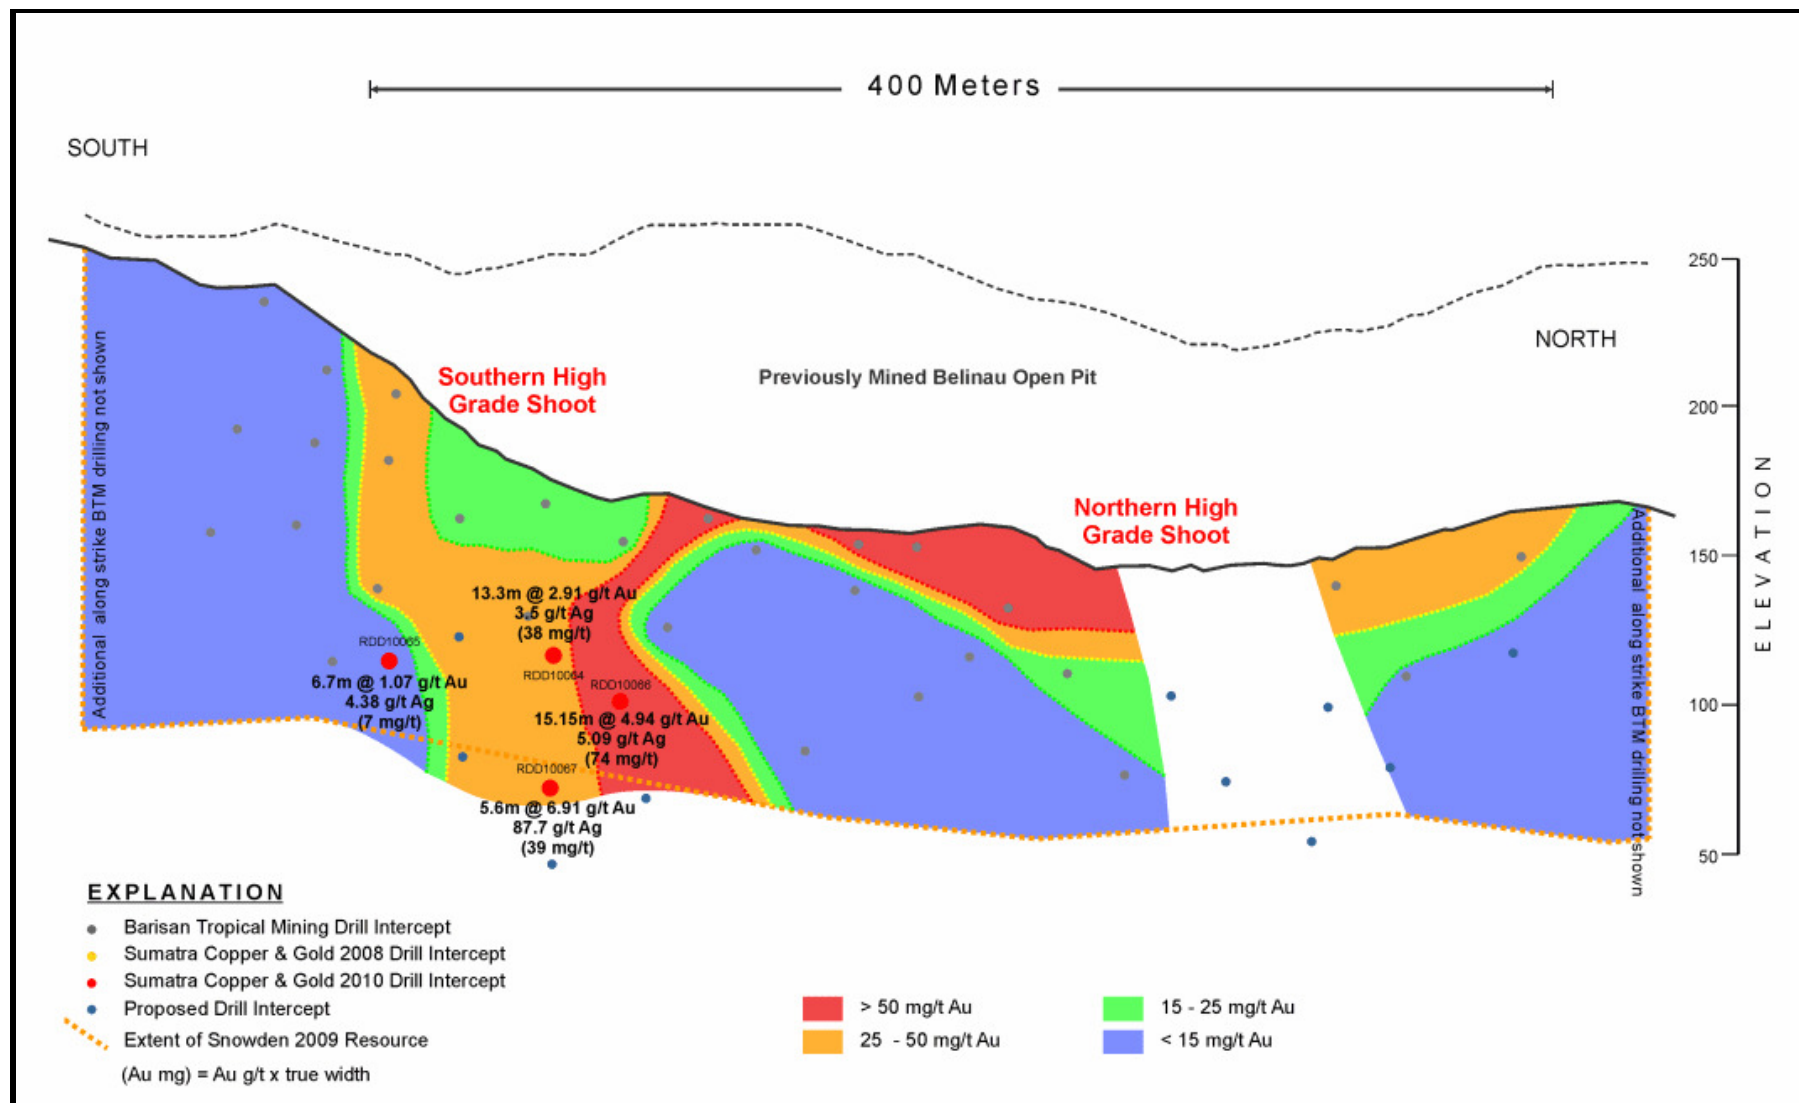 400 Meters
SOUTH
250
NORTH
Southern High
Grade Shoot
Previously Mined Belinau Open Pit
200
Northern High
Grade Shoot
150
ELEVATION
Additional along strike BTM drilling not shown
Additional along strike BTM drilling not shown
13.3m @ 2.91 g/t Au
3.5 g/t Ag
(38 mg/t)
RDD10065
6.7m @ 1.07 g/t Au
4.38 g/t Ag
(7 mg/t)
RDD10064
RDD10066
15.15m @ 4.94 g/t Au
5.09 g/t Ag
(74 mg/t)
100
RDD10067
5.6m @ 6.91 g/t Au
87.7 g/t Ag
(39 mg/t)
50
EXPLANATION
Barisan Tropical Mining Drill Intercept
Sumatra Copper & Gold 2008 Drill Intercept
Sumatra Copper & Gold 2010 Drill Intercept
Proposed Drill Intercept
Extent of Snowden 2009 Resource
(Au mg) = Au g/t x true width
> 50 mg/t Au
25 - 50 mg/t Au
15 - 25 mg/t Au
< 15 mg/t Au